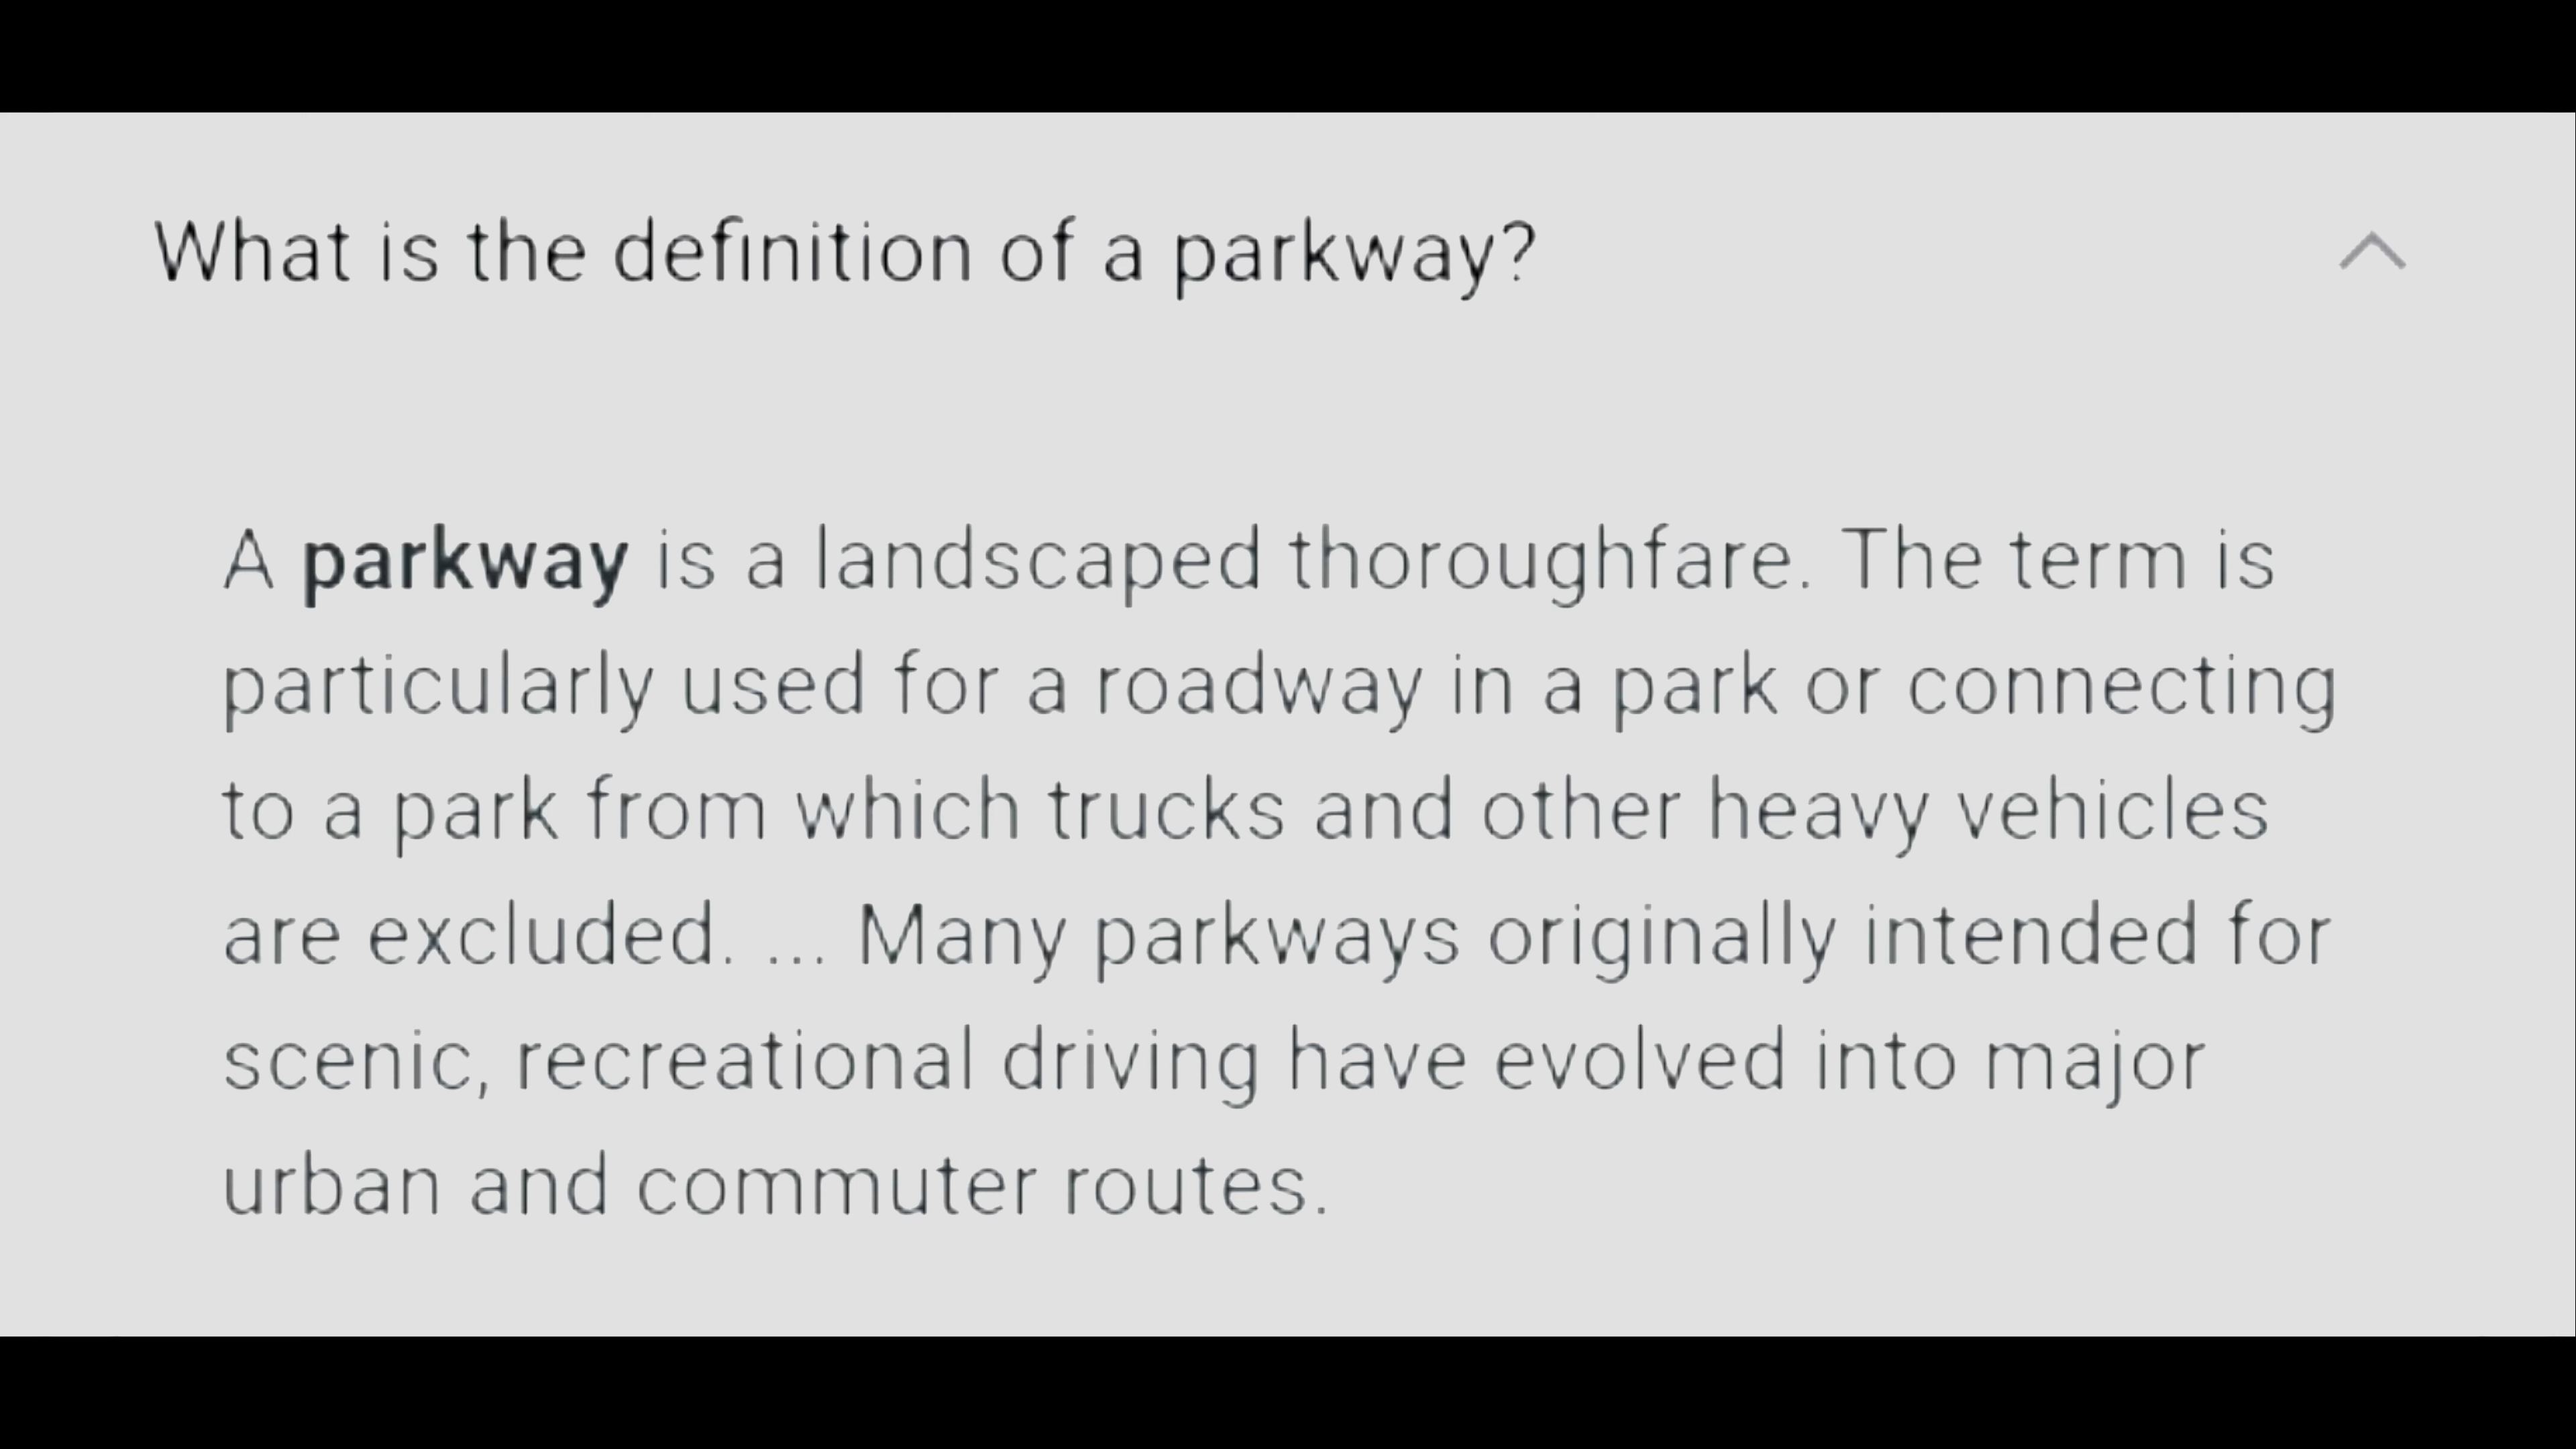 What is the definition of a parkway?
A parkway is a landscaped thoroughfare. The term is
particularly used for a roadway in a park or connecting
to a park from which trucks and other heavy vehicles
are excluded. ... Many parkways originally intended for
scenic, recreational driving have evolved into major
urban and commuter routes.